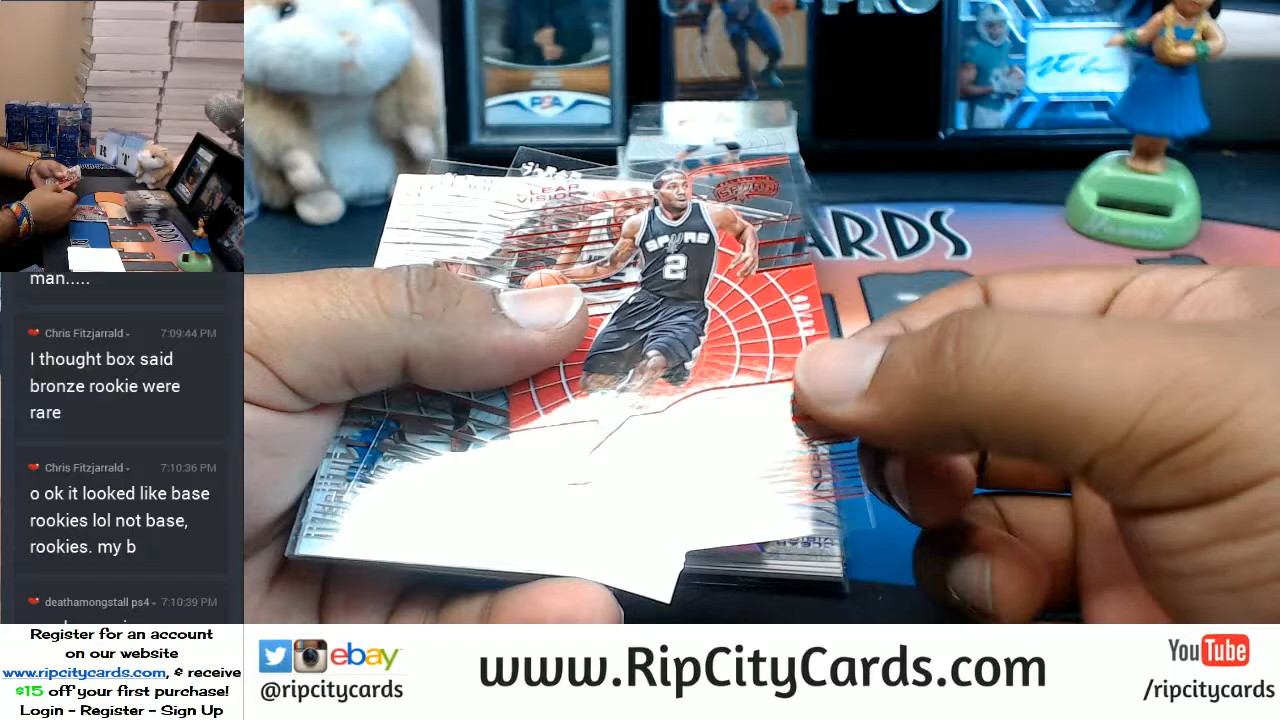 man.....
Chris Fitzjarrald
7:09:44 PM
I thought box said
bronze rookie were
rare
Chris Fitzjarrald
7:10:36 PM
o ok it looked like base
rookies lol not base,
rookies. my b
deathamongstall ps4
7:10:39 PM
Register for an account
on our website
www.ripcitycards.com, & receive
$15 off your first purchase!
Login - Register - Sign Up
PSA
PRO
ARDS
CLEAR
VISION
SPURS
2
ebay
@ripcitycards
www.RipCityCards.com
YouTube
/ripcitycards